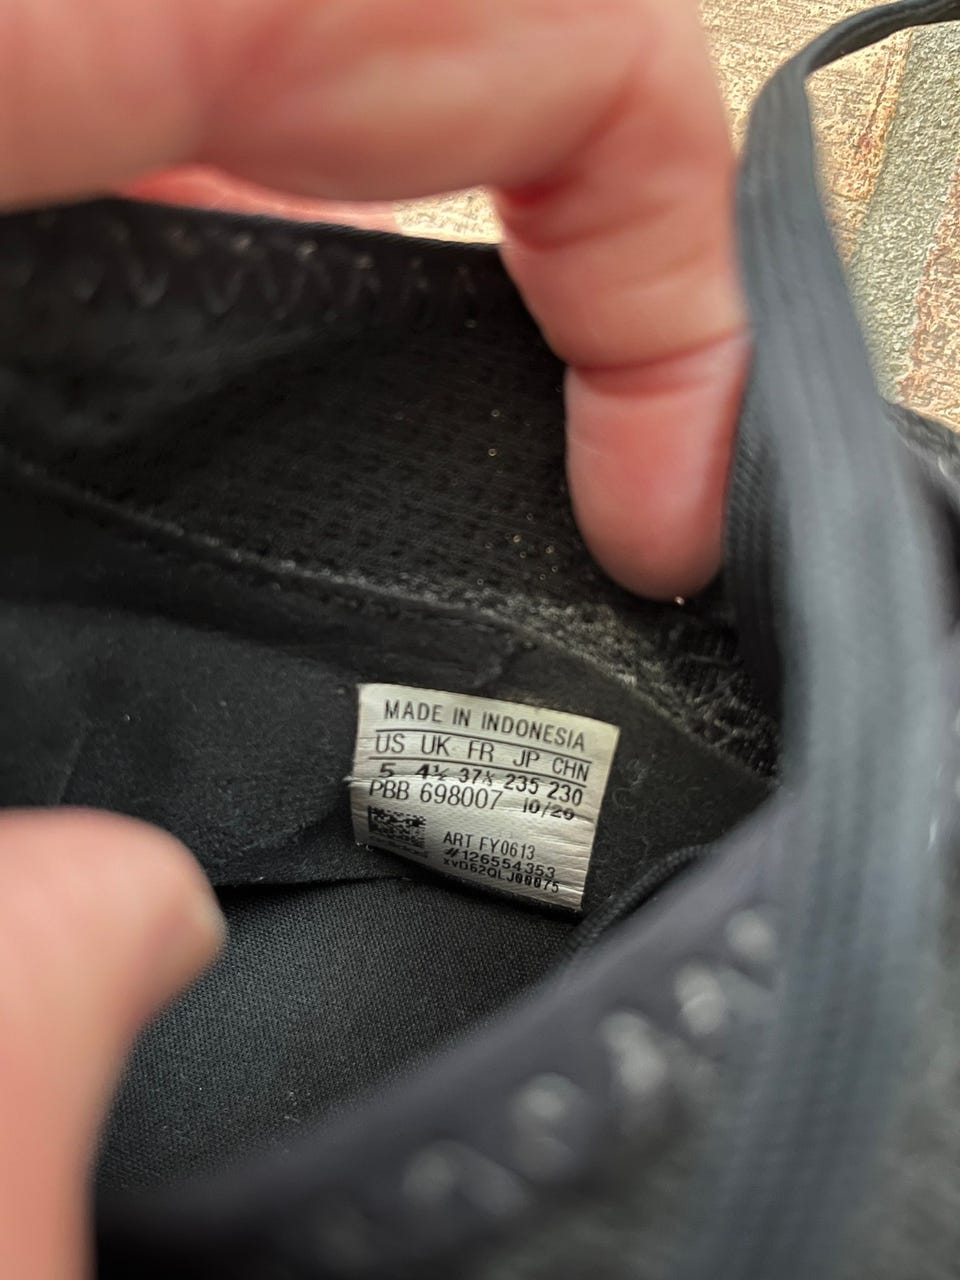 MADE IN INDONESIA
US UK FR JP CHN
5 4½ 37⅓ 235 230
PBB 698007 10/20
ART FY0613
#126554353
XVD62QLJ00075